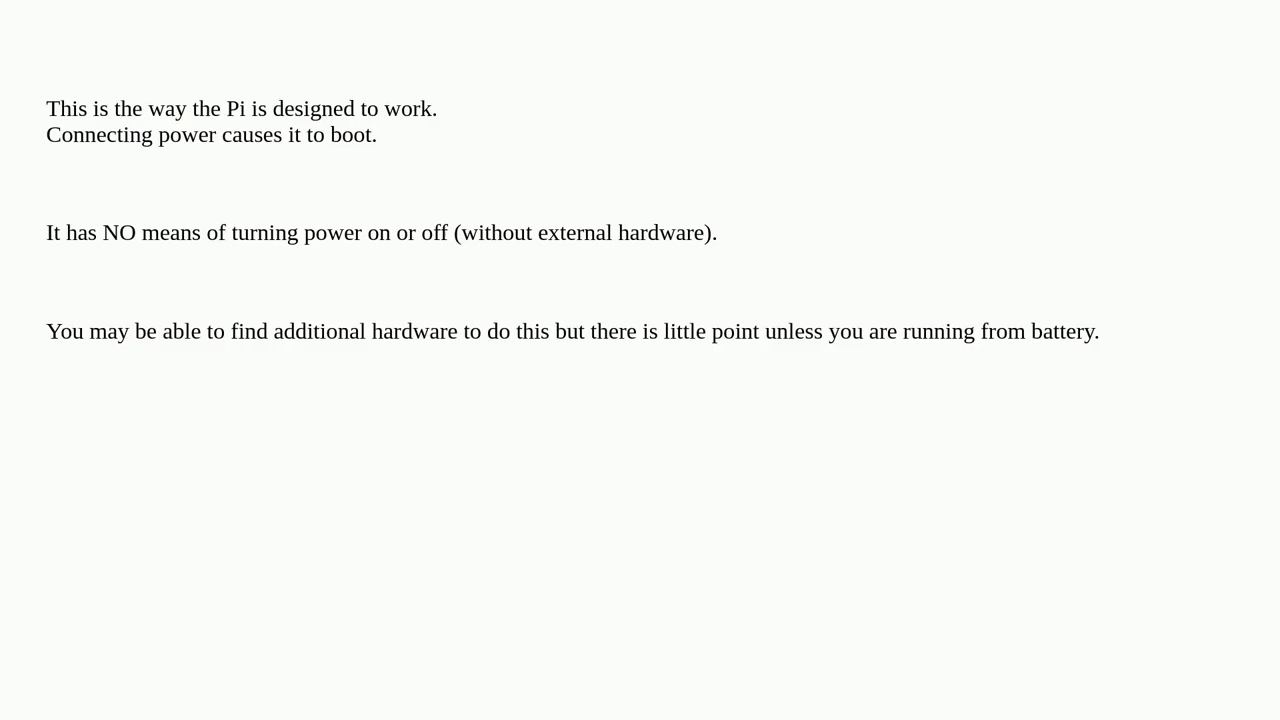 This is the way the Pi is designed to work.
Connecting power causes it to boot.
It has NO means of turning power on or off (without external hardware).
You may be able to find additional hardware to do this but there is little point unless you are running from battery.